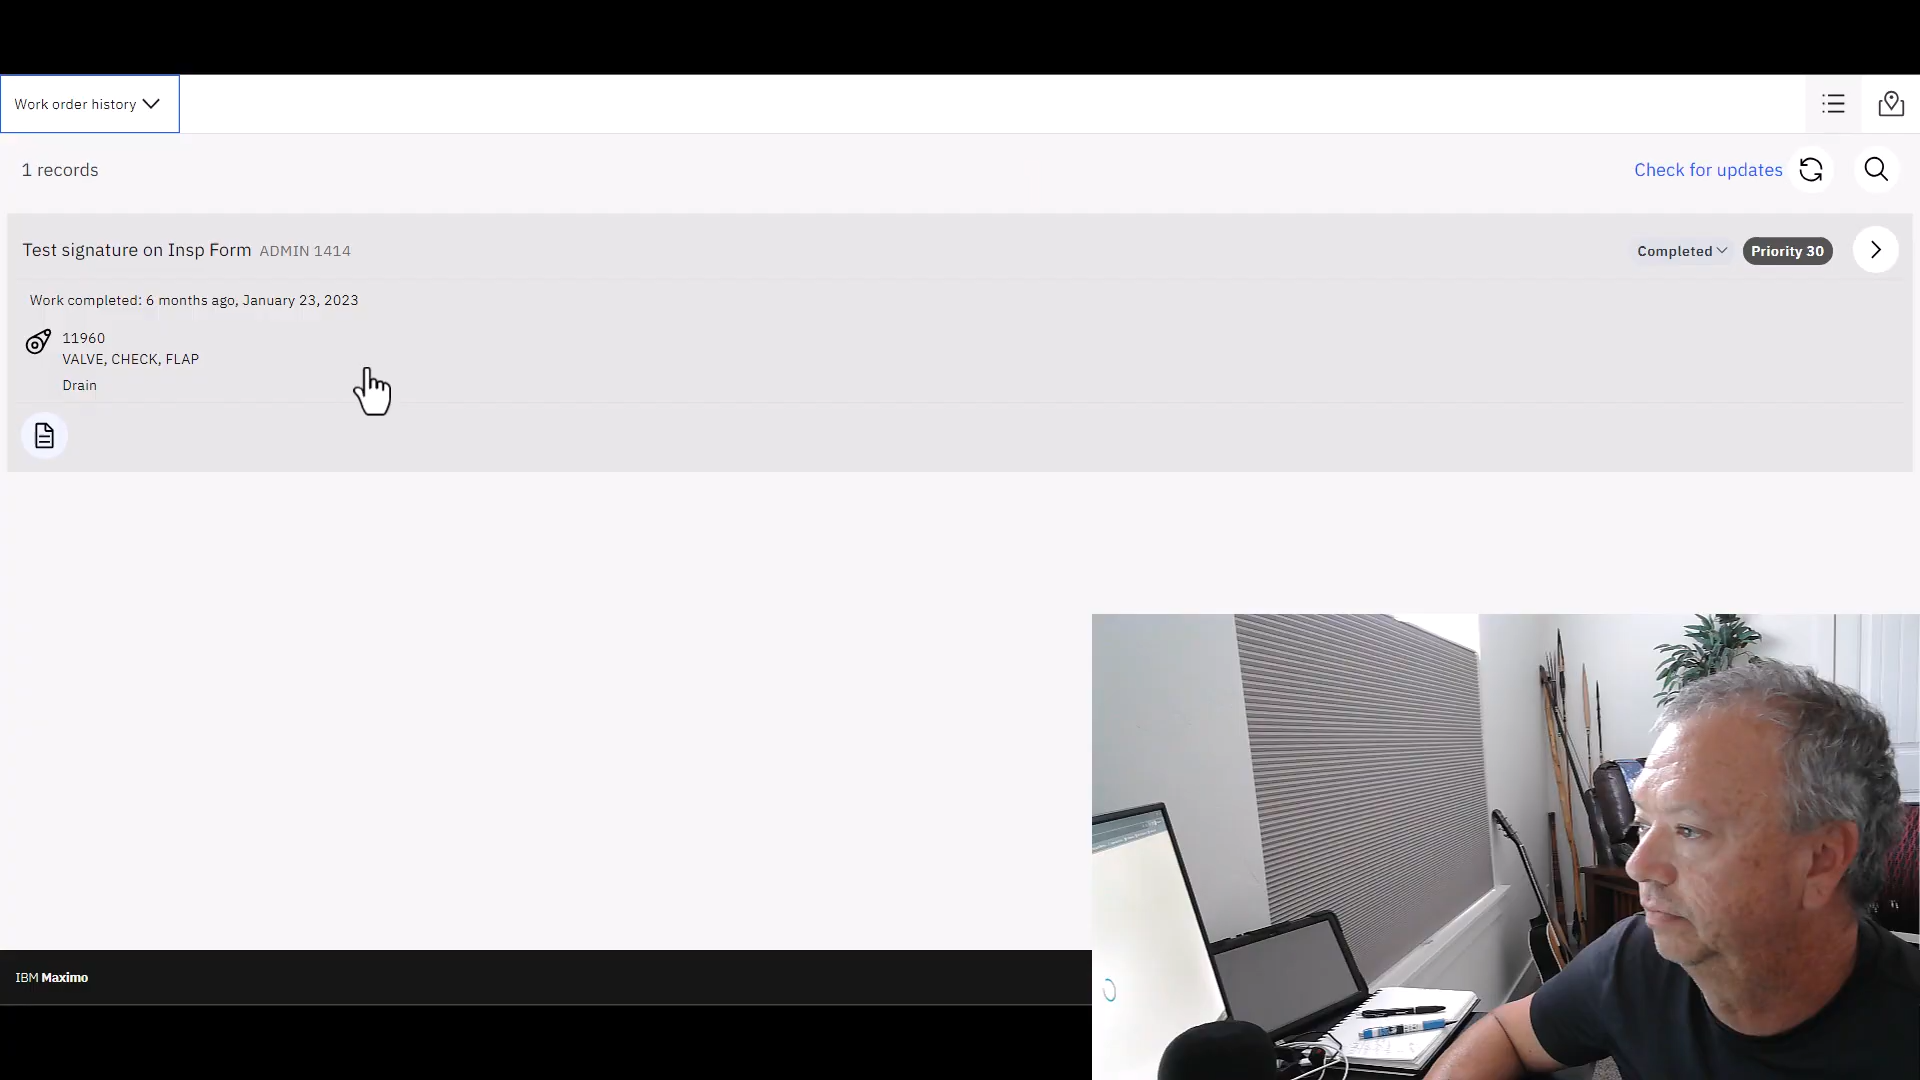 Work order history
1 records
Check for updates
Test signature on Insp Form ADMIN 1414
Completed
Priority 30
Work completed: 6 months ago, January 23, 2023
11960
VALVE, CHECK, FLAP
Drain
IBM Maximo